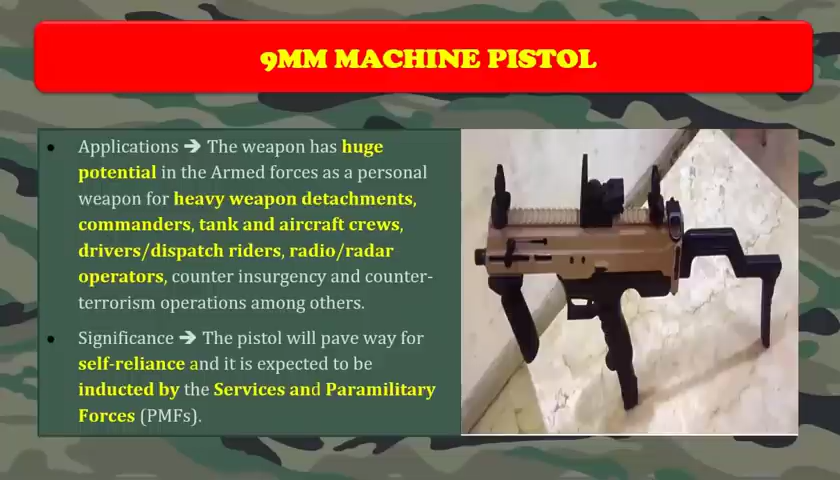 9MM MACHINE PISTOL
Applications ➔ The weapon has huge
potential in the Armed forces as a personal
weapon for heavy weapon detachments,
commanders, tank and aircraft crews,
drivers/dispatch riders, radio/radar
operators, counter insurgency and counter-
terrorism operations among others.
Significance ➔ The pistol will pave way for
self-reliance and it is expected to be
inducted by the Services and Paramilitary
Forces (PMFs).